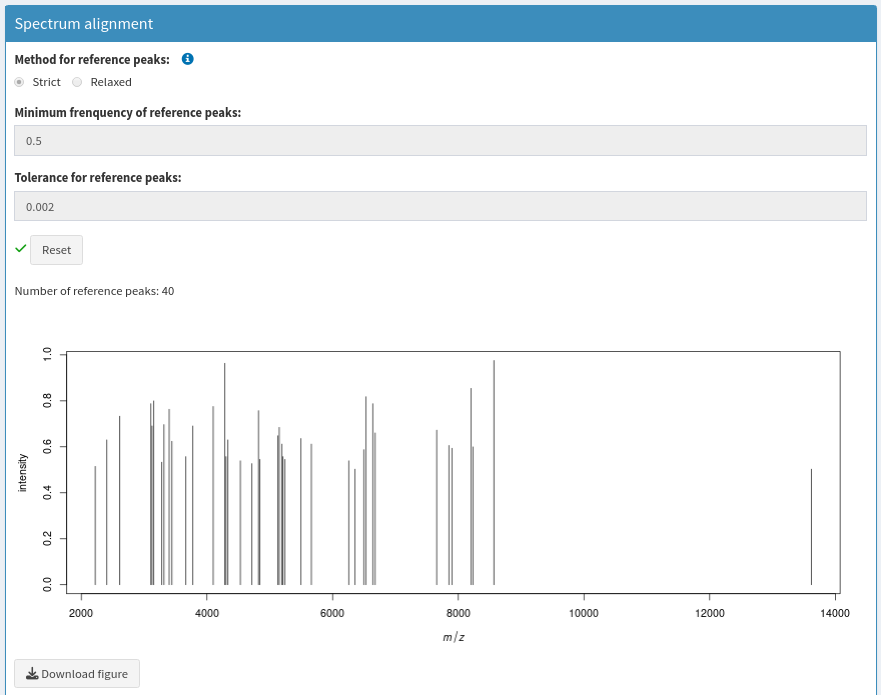 Spectrum alignment
Method for reference peaks:
Strict Relaxed
Minimum frenquency of reference peaks:
0.5
Tolerance for reference peaks:
0.002
Reset
Number of reference peaks: 40
1.0
0.8
0.6
0.4
0.2
0.0
intensity
2000 4000 6000 8000 10000 12000 14000
m/z
Download figure